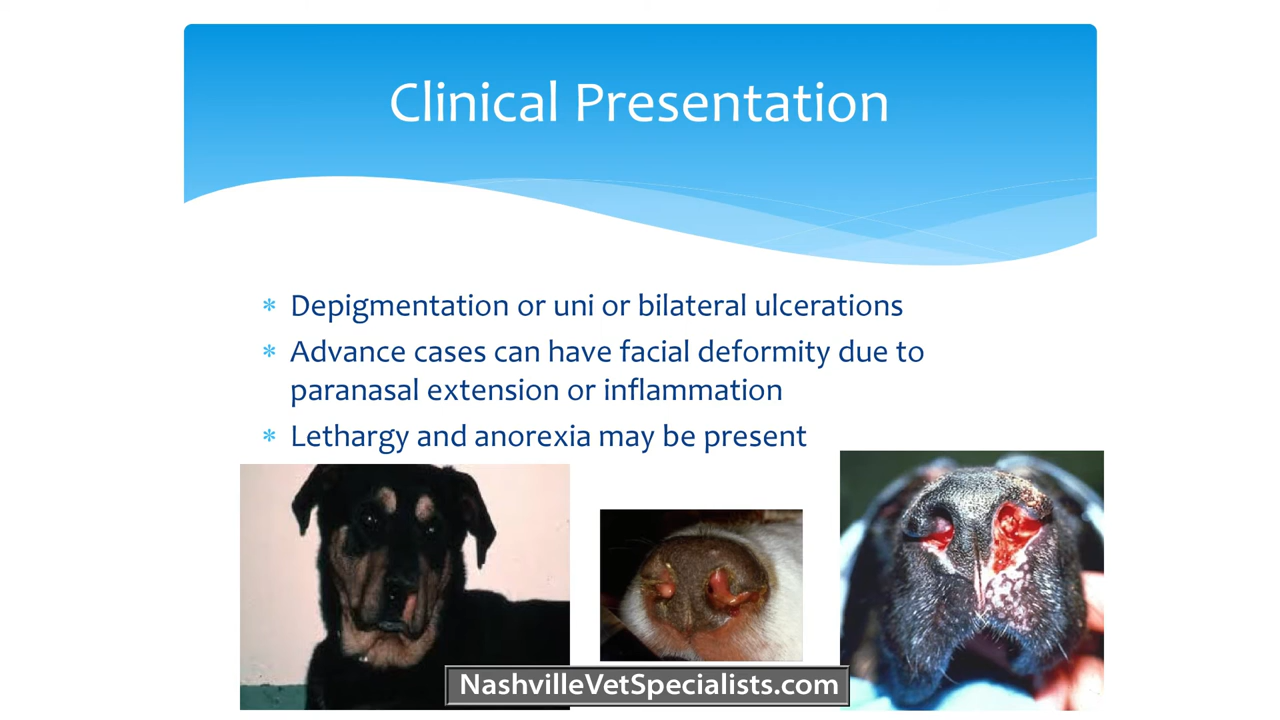 Clinical Presentation
* Depigmentation or uni or bilateral ulcerations
* Advance cases can have facial deformity due to
paranasal extension or inflammation
* Lethargy and anorexia may be present
NashvilleVetSpecialists.com